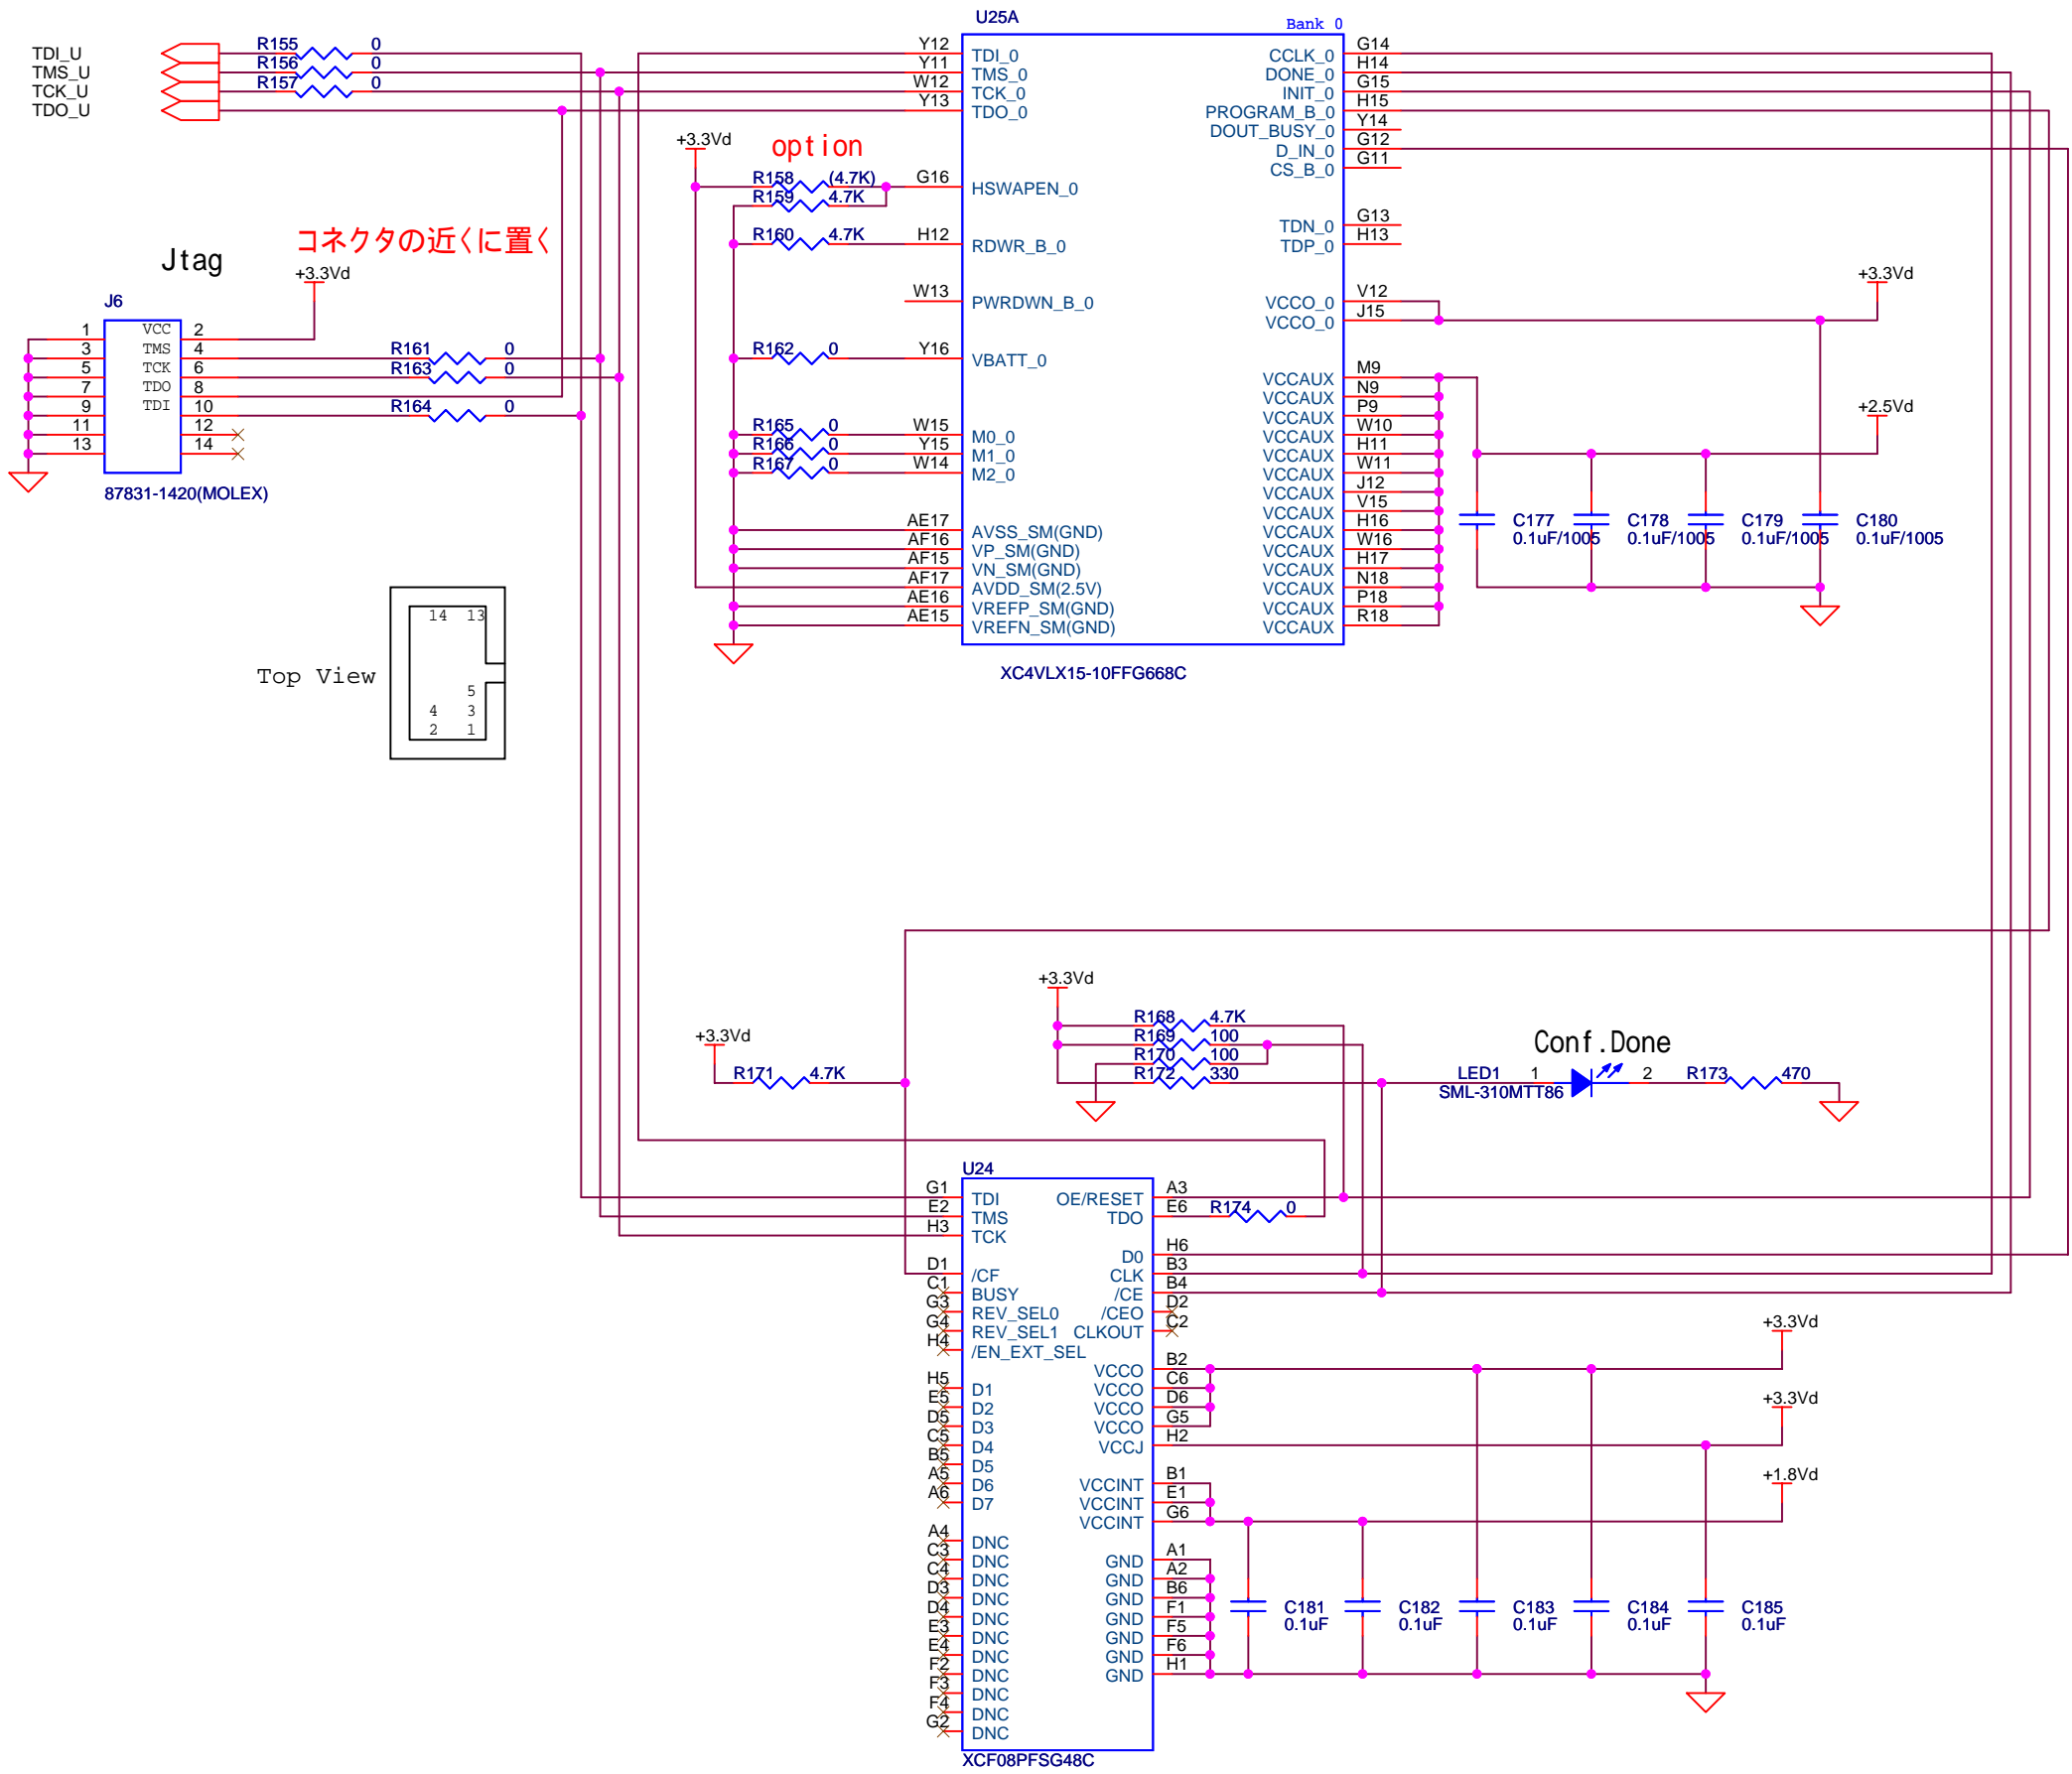 TDI_U
TMS_U
TCK_U
TDO_U
R155 0
R156 0
R157 0
U25A
Bank 0
Y12 TDI_0
Y11 TMS_0
W12 TCK_0
Y13 TDO_0
+3.3Vd
option
R158 (4.7K) G16 HSWAPEN_0
R159 4.7K
R160 4.7K H12 RDWR_B_0
W13 PWRDWN_B_0
R162 0 Y16 VBATT_0
R165 0 W15 M0_0
R166 0 Y15 M1_0
R167 0 W14 M2_0
AE17 AVSS_SM(GND)
AF16 VP_SM(GND)
AF15 VN_SM(GND)
AF17 AVDD_SM(2.5V)
AE16 VREFP_SM(GND)
AE15 VREFN_SM(GND)
CCLK_0 G14
DONE_0 H14
INIT_0 G15
PROGRAM_B_0 H15
DOUT_BUSY_0 Y14
D_IN_0 G12
CS_B_0 G11
TDN_0 G13
TDP_0 H13
VCCO_0 V12
VCCO_0 J15
VCCAUX M9
VCCAUX N9
VCCAUX P9
VCCAUX W10
VCCAUX H11
VCCAUX W11
VCCAUX J12
VCCAUX V15
VCCAUX H16
VCCAUX W16
VCCAUX H17
VCCAUX N18
VCCAUX P18
VCCAUX R18
XC4VLX15-10FFG668C
+3.3Vd
+2.5Vd
C177
0.1uF/1005
C178
0.1uF/1005
C179
0.1uF/1005
C180
0.1uF/1005
コネクタの近くに置く
Jtag
+3.3Vd
J6
1 VCC 2
3 TMS 4
5 TCK 6
7 TDO 8
9 TDI 10
11 12
13 14
87831-1420(MOLEX)
R161 0
R163 0
R164 0
Top View
14 13
5
4 3
2 1
+3.3Vd
R171 4.7K
+3.3Vd
R168 4.7K
R169 100
R170 100
R172 330
Conf.Done
LED1 1 2
SML-310MTT86
R173 470
U24
G1 TDI
E2 TMS
H3 TCK
D1 /CF
C1 BUSY
G3 REV_SEL0
G4 REV_SEL1
H4 /EN_EXT_SEL
H5 D1
E5 D2
D5 D3
C5 D4
B5 D5
A5 D6
A6 D7
A4 DNC
C3 DNC
C4 DNC
D3 DNC
D4 DNC
E3 DNC
E4 DNC
F2 DNC
F3 DNC
F4 DNC
G2 DNC
OE/RESET A3
TDO E6 R174 0
D0 H6
CLK B3
/CE B4
/CEO D2
CLKOUT C2
VCCO B2
VCCO C6
VCCO D6
VCCO G5
VCCJ H2
VCCINT B1
VCCINT E1
VCCINT G6
GND A1
GND A2
GND B6
GND F1
GND F5
GND F6
GND H1
XCF08PFSG48C
+3.3Vd
+3.3Vd
+1.8Vd
C181
0.1uF
C182
0.1uF
C183
0.1uF
C184
0.1uF
C185
0.1uF